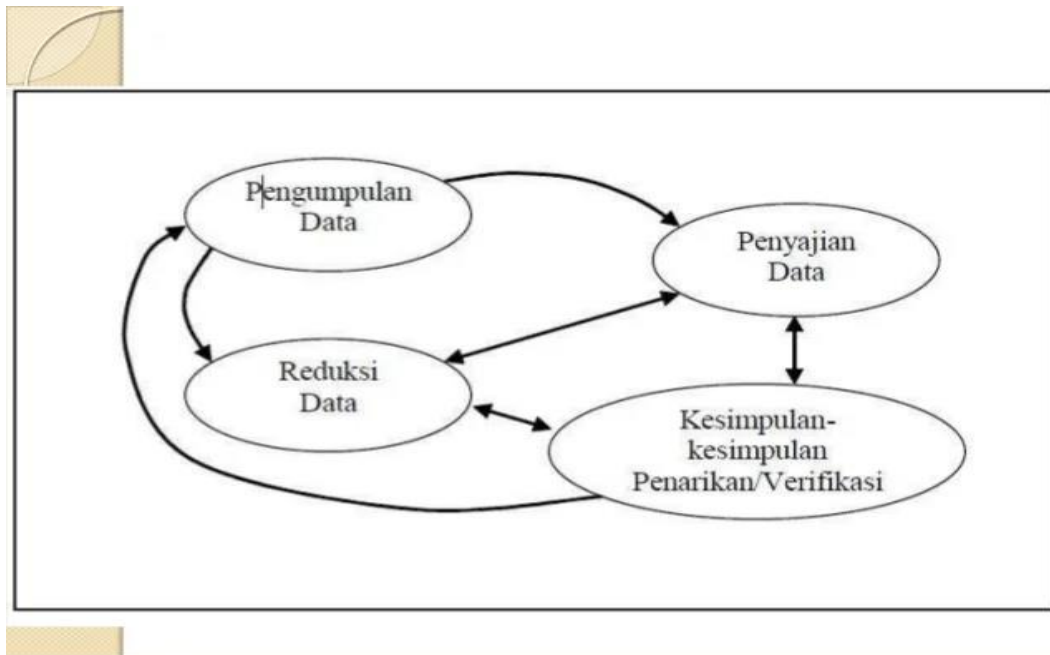 Pengumpulan
Data
Penyajian
Data
Reduksi
Data
Kesimpulan-
kesimpulan
Penarikan/Verifikasi